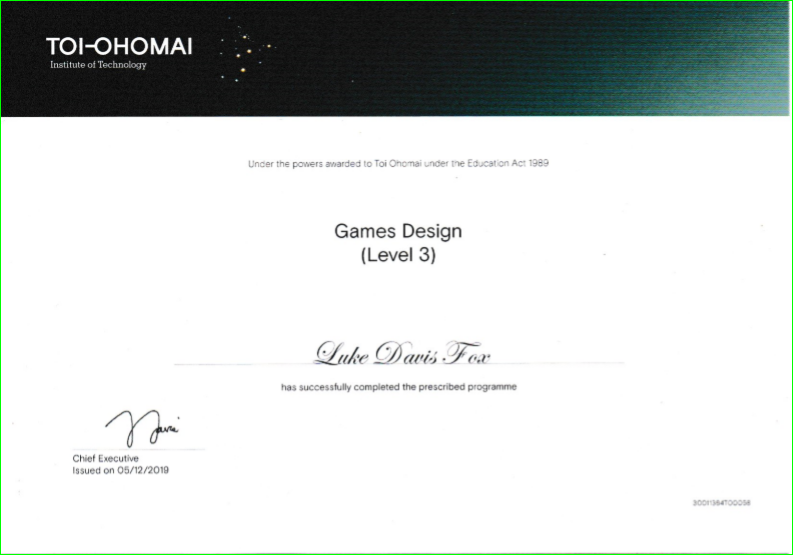 TOI-OHOMAI
Institute of Technology
Under the powers awarded to Toi Ohomai under the Education Act 1989
Games Design
(Level 3)
Luke Davis Fox
has successfully completed the prescribed programme
Chief Executive
Issued on 05/12/2019